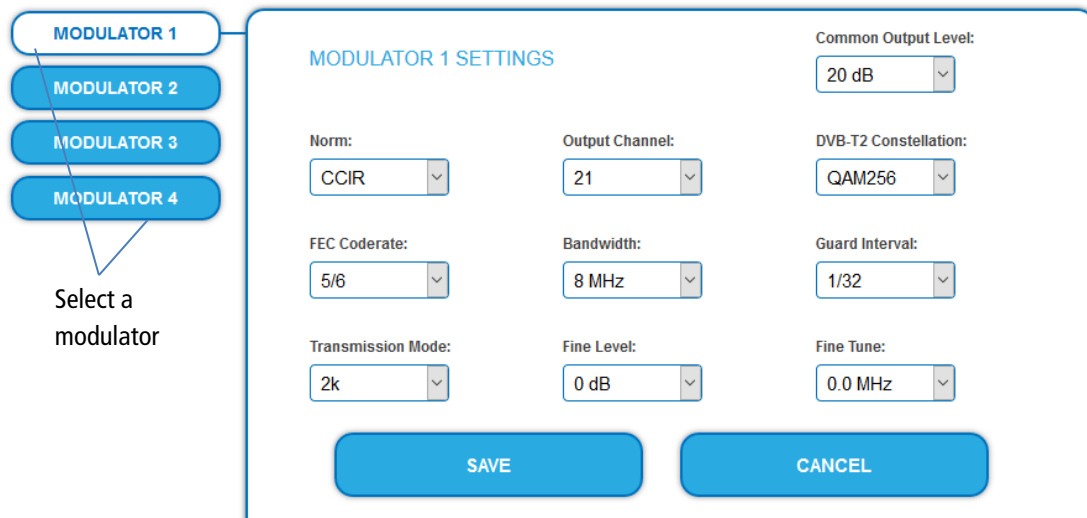 MODULATOR 1
MODULATOR 2
MODULATOR 3
MODULATOR 4
Select a
modulator
MODULATOR 1 SETTINGS
Common Output Level:
20 dB
Norm:
CCIR
Output Channel:
21
DVB-T2 Constellation:
QAM256
FEC Coderate:
5/6
Bandwidth:
8 MHz
Guard Interval:
1/32
Transmission Mode:
2k
Fine Level:
0 dB
Fine Tune:
0.0 MHz
SAVE
CANCEL